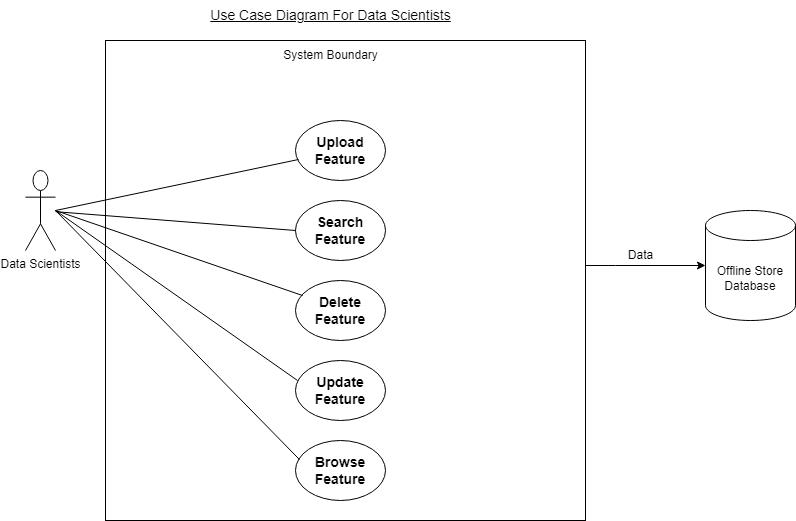 Use Case Diagram For Data Scientists
System Boundary
Upload
Feature
Search
Feature
Data Scientists
Delete
Feature
Update
Feature
Browse
Feature
Data
Offline Store
Database